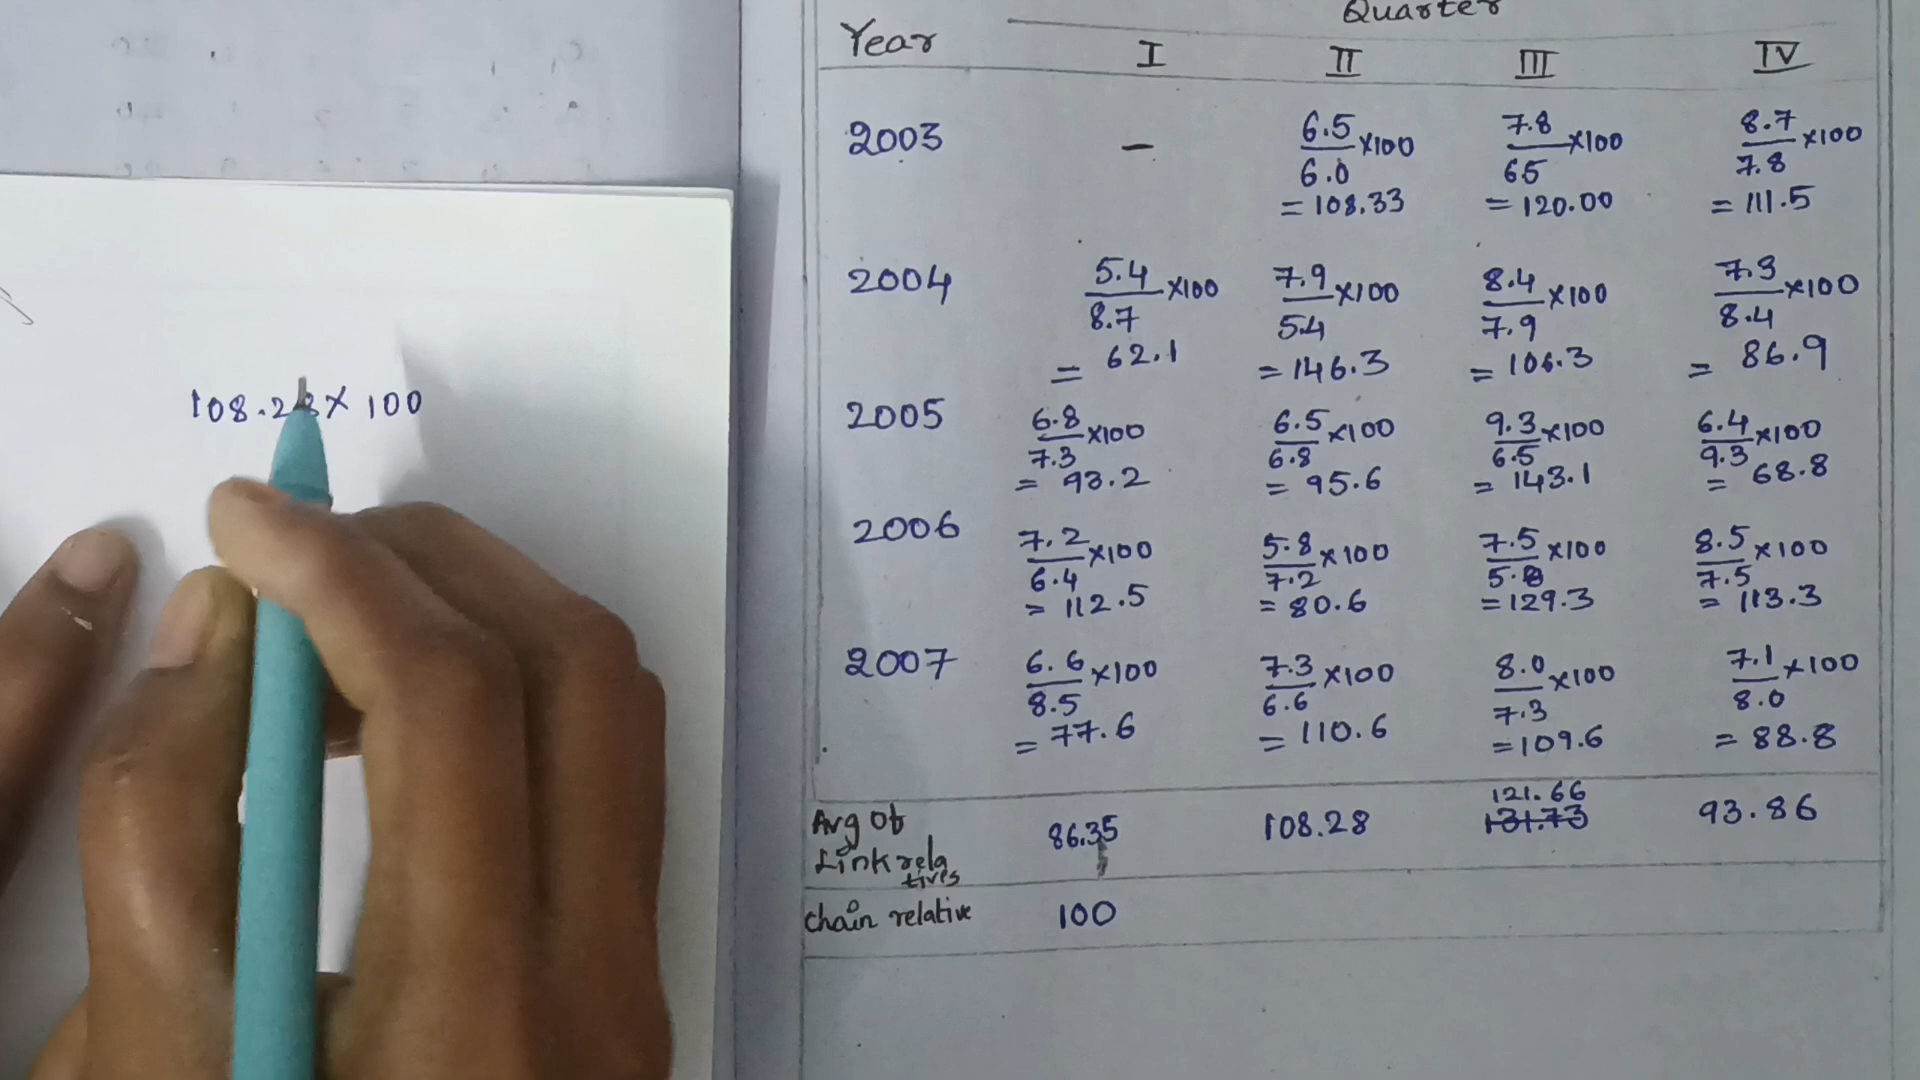 108.28 × 100
Quarter
Year I II III IV
2003 – 6.5/6.0 ×100 7.8/65 ×100 8.7/7.8 ×100
= 108.33 = 120.00 = 111.5
2004 5.4/8.7 ×100 7.9/5.4 ×100 8.4/7.9 ×100 7.3/8.4 ×100
= 62.1 = 146.3 = 106.3 = 86.9
2005 6.8/7.3 ×100 6.5/6.8 ×100 9.3/6.5 ×100 6.4/9.3 ×100
= 93.2 = 95.6 = 143.1 = 68.8
2006 7.2/6.4 ×100 5.8/7.2 ×100 7.5/5.8 ×100 8.5/7.5 ×100
= 112.5 = 80.6 = 129.3 = 113.3
2007 6.6/8.5 ×100 7.3/6.6 ×100 8.0/7.3 ×100 7.1/8.0 ×100
= 77.6 = 110.6 = 109.6 = 88.8
121.66
Avg of 86.35 108.28 131.73 93.86
Link rela
tives
chain relative 100